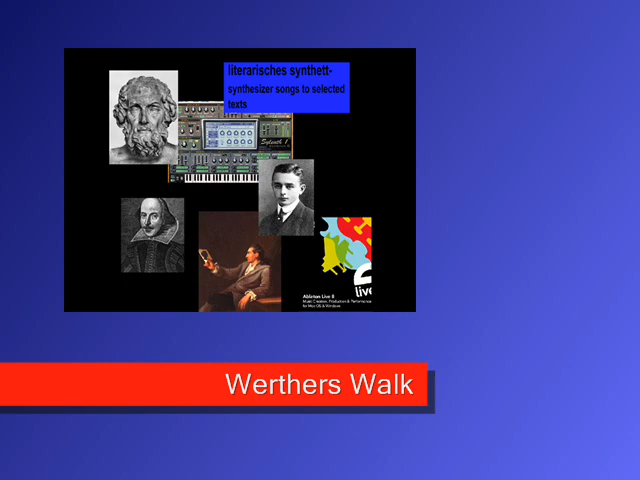 literarisches synthett-
synthesizer songs to selected
texts
Sylenth 1
live
Ableton Live 8
Music Creation, Production & Performance
for Mac OS & Windows
Werthers Walk